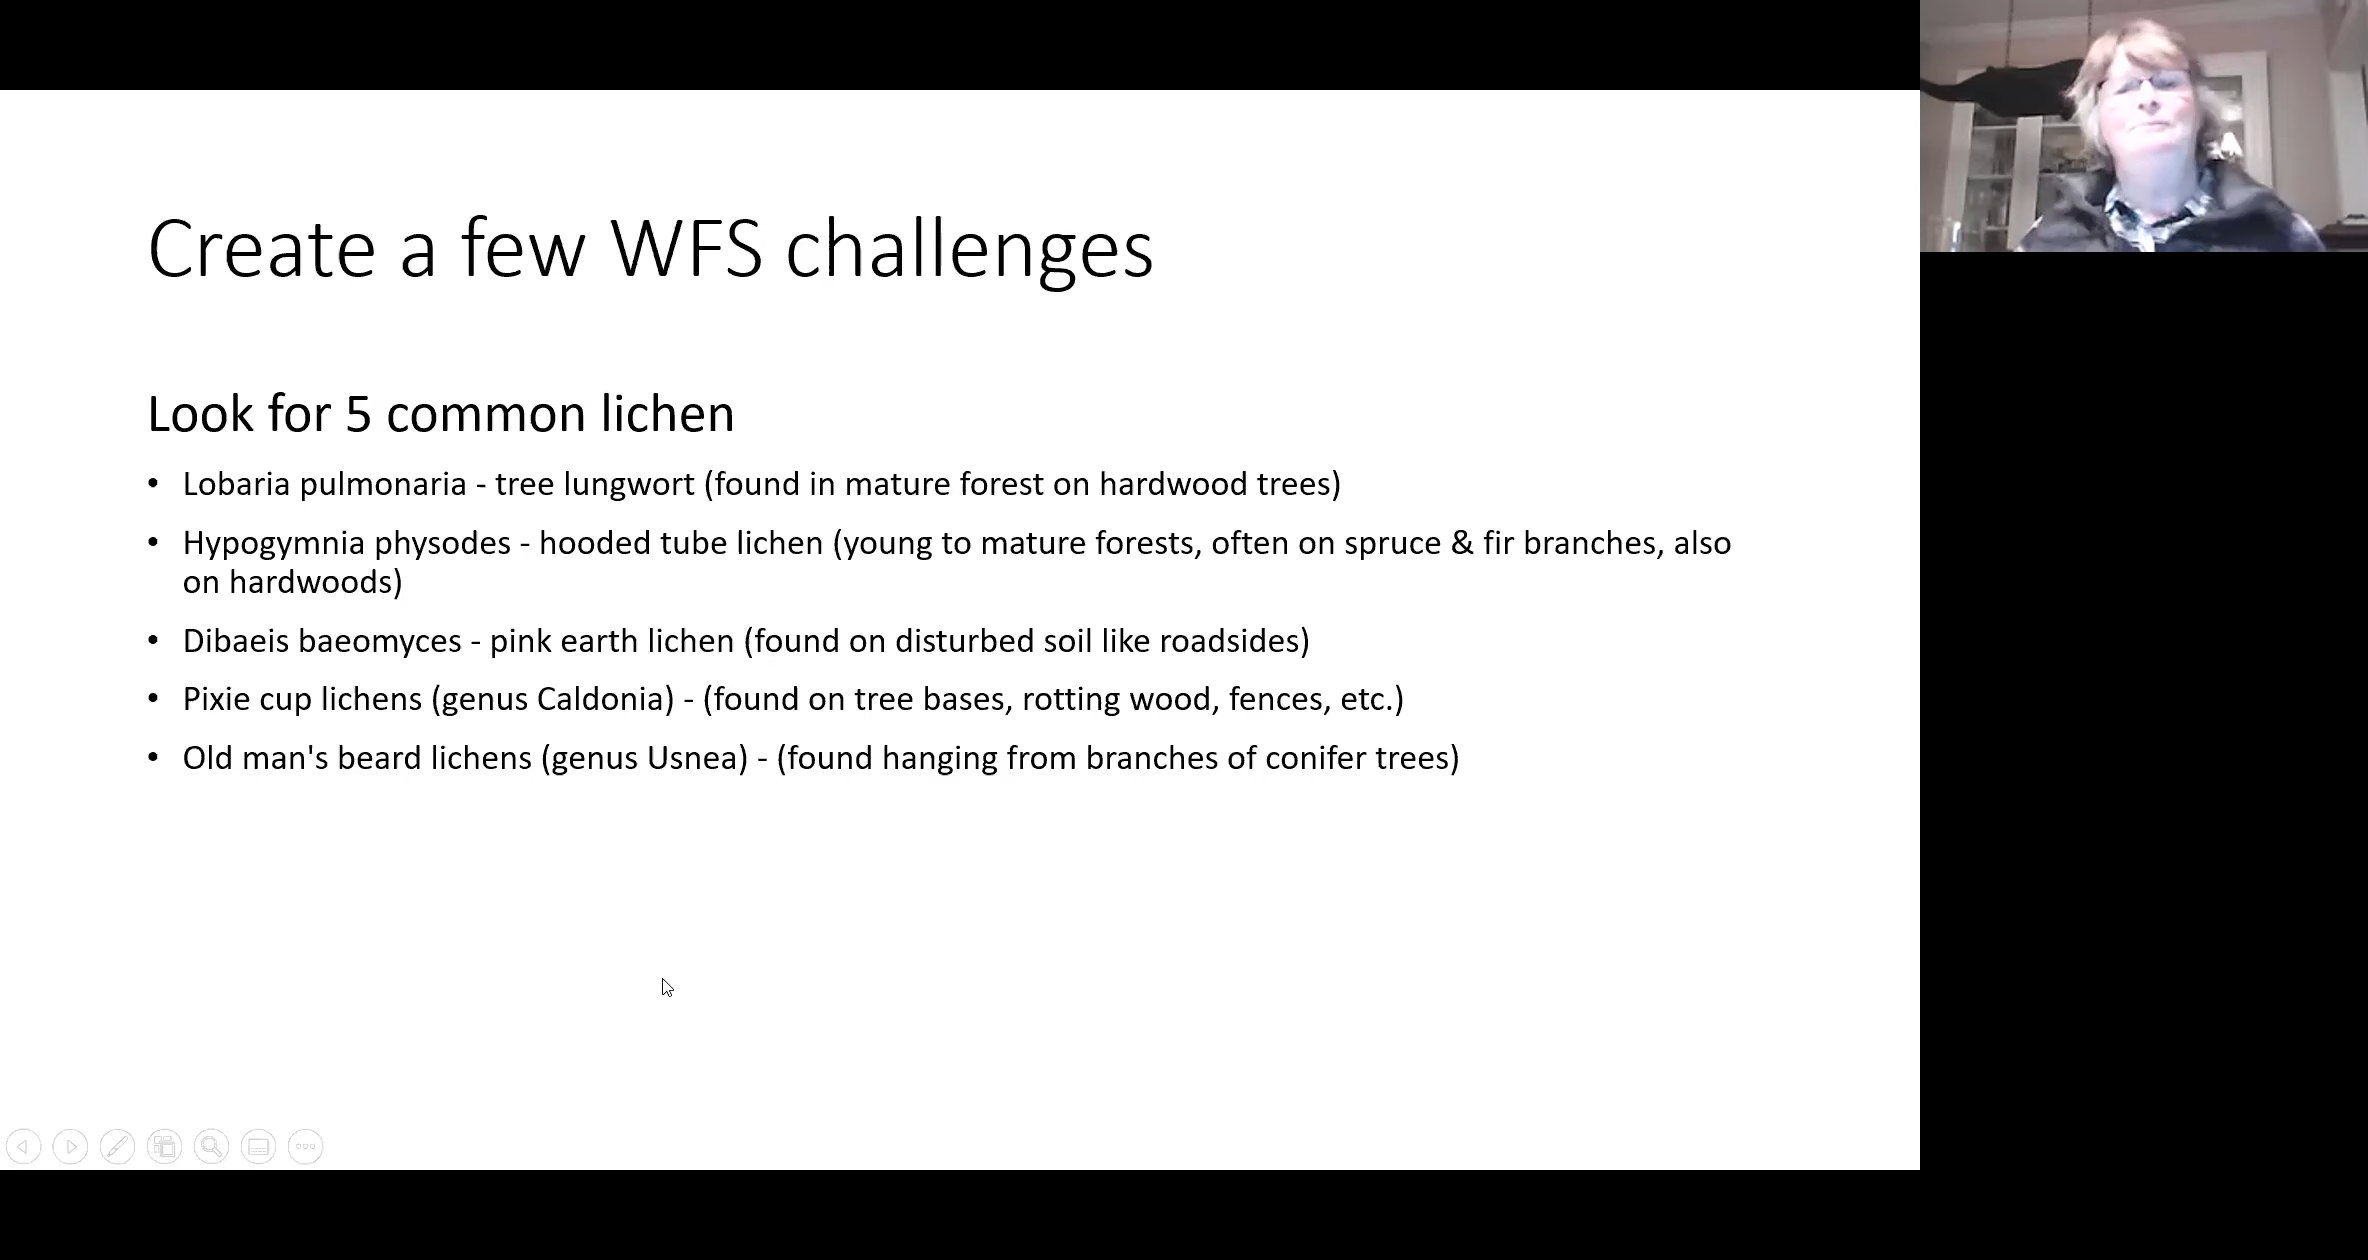 Create a few WFS challenges
Look for 5 common lichen
• Lobaria pulmonaria - tree lungwort (found in mature forest on hardwood trees)
• Hypogymnia physodes - hooded tube lichen (young to mature forests, often on spruce & fir branches, also
on hardwoods)
• Dibaeis baeomyces - pink earth lichen (found on disturbed soil like roadsides)
• Pixie cup lichens (genus Caldonia) - (found on tree bases, rotting wood, fences, etc.)
• Old man's beard lichens (genus Usnea) - (found hanging from branches of conifer trees)